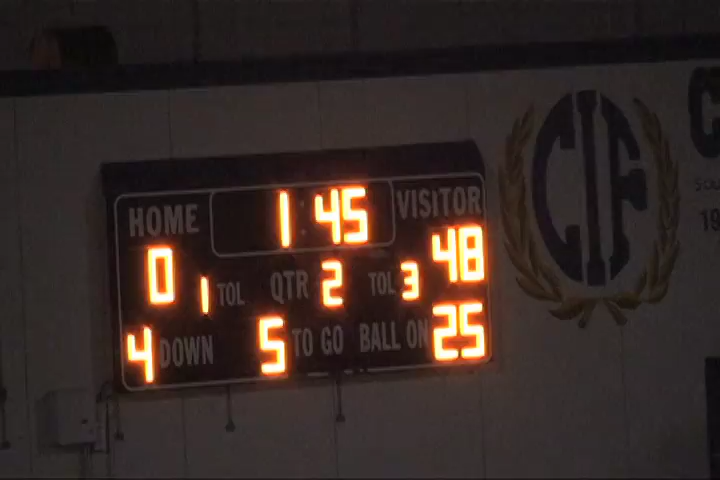 1:45
HOME VISITOR
0 48
1 TOL QTR 2 TOL 3
4 DOWN 5 TO GO BALL ON 25
CIF